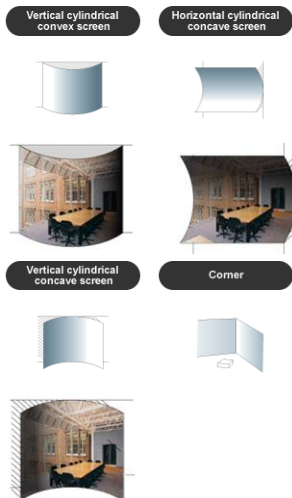 Vertical cylindrical
convex screen
Horizontal cylindrical
concave screen
Vertical cylindrical
concave screen
Corner